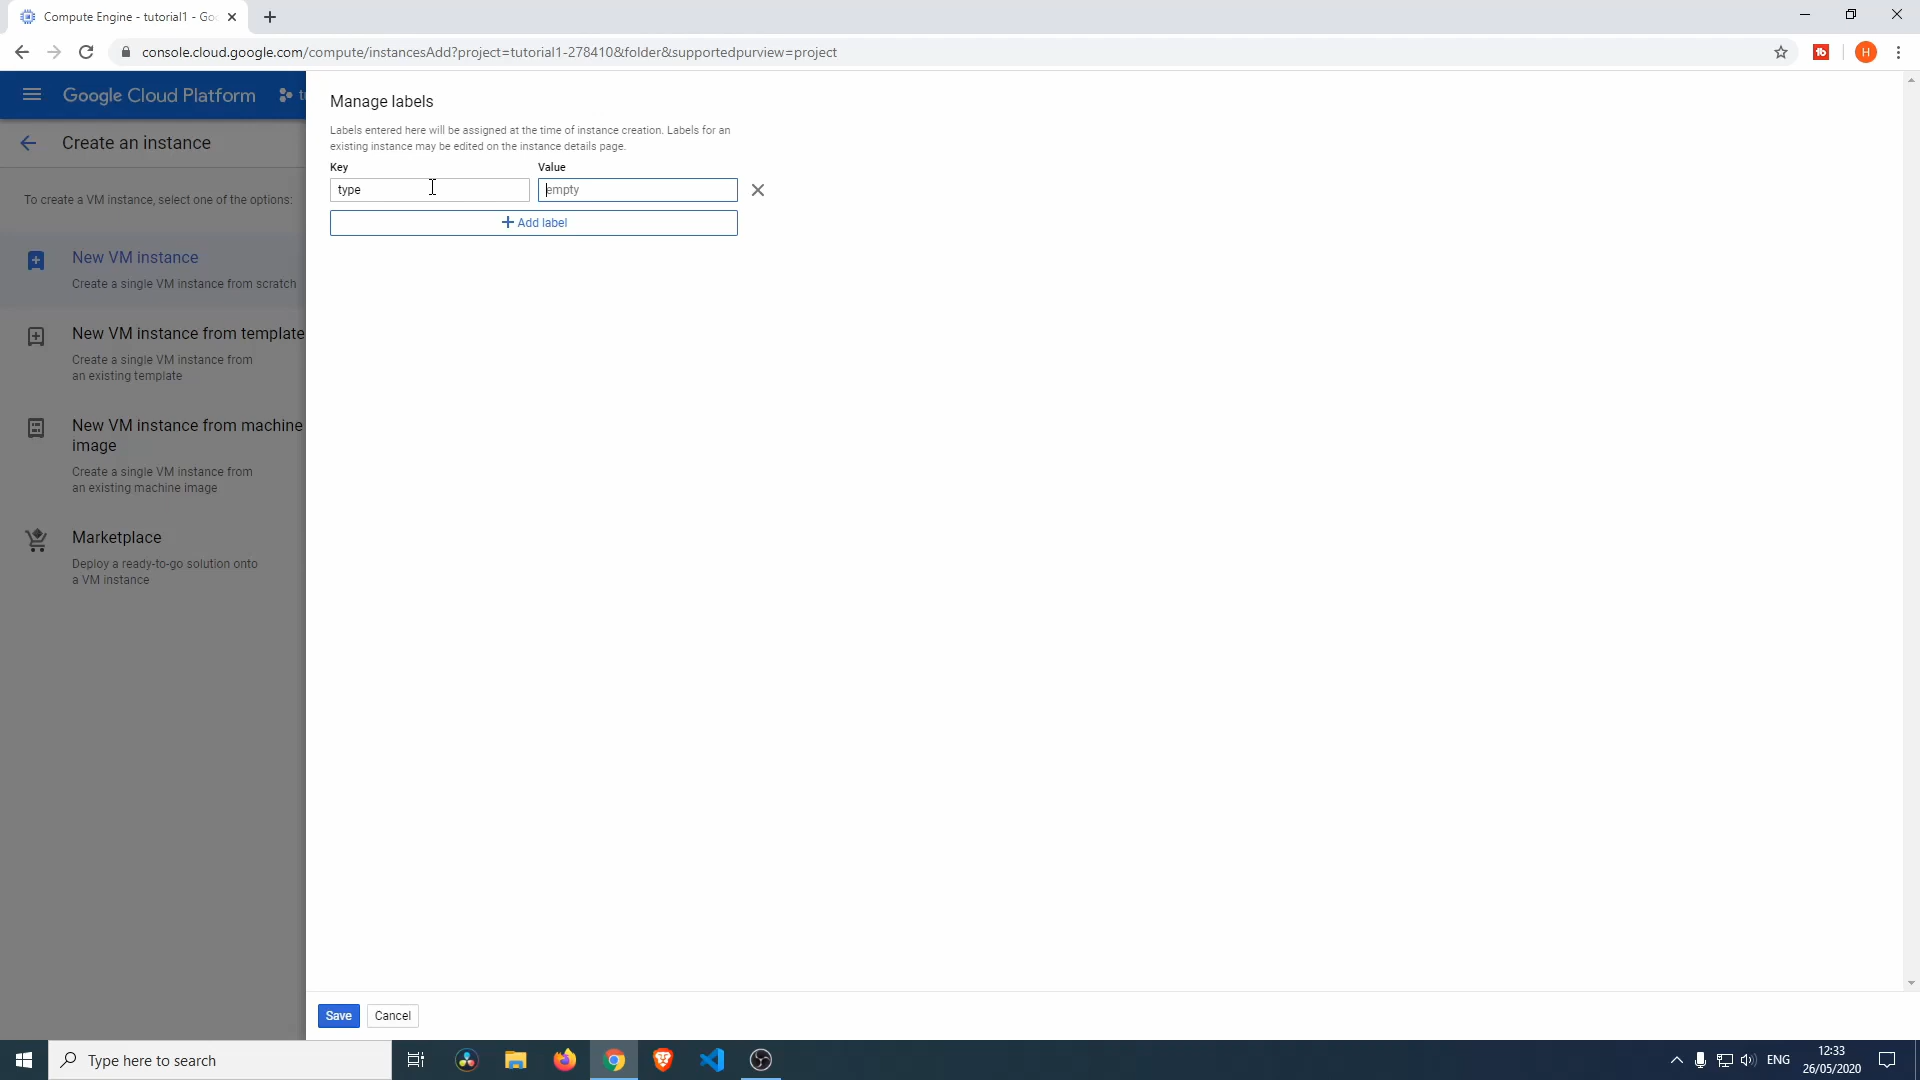 Compute Engine - tutorial1 - Goo
console.cloud.google.com/compute/instancesAdd?project=tutorial1-278410&folder&supportedpurview=project
H
Google Cloud Platform
Create an instance
To create a VM instance, select one of the options:
New VM instance
Create a single VM instance from scratch
New VM instance from template
Create a single VM instance from
an existing template
New VM instance from machine
image
Create a single VM instance from
an existing machine image
Marketplace
Deploy a ready-to-go solution onto
a VM instance
Manage labels
Labels entered here will be assigned at the time of instance creation. Labels for an
existing instance may be edited on the instance details page.
Key Value
type empty
Add label
Save Cancel
Type here to search
ENG
12:33
26/05/2020